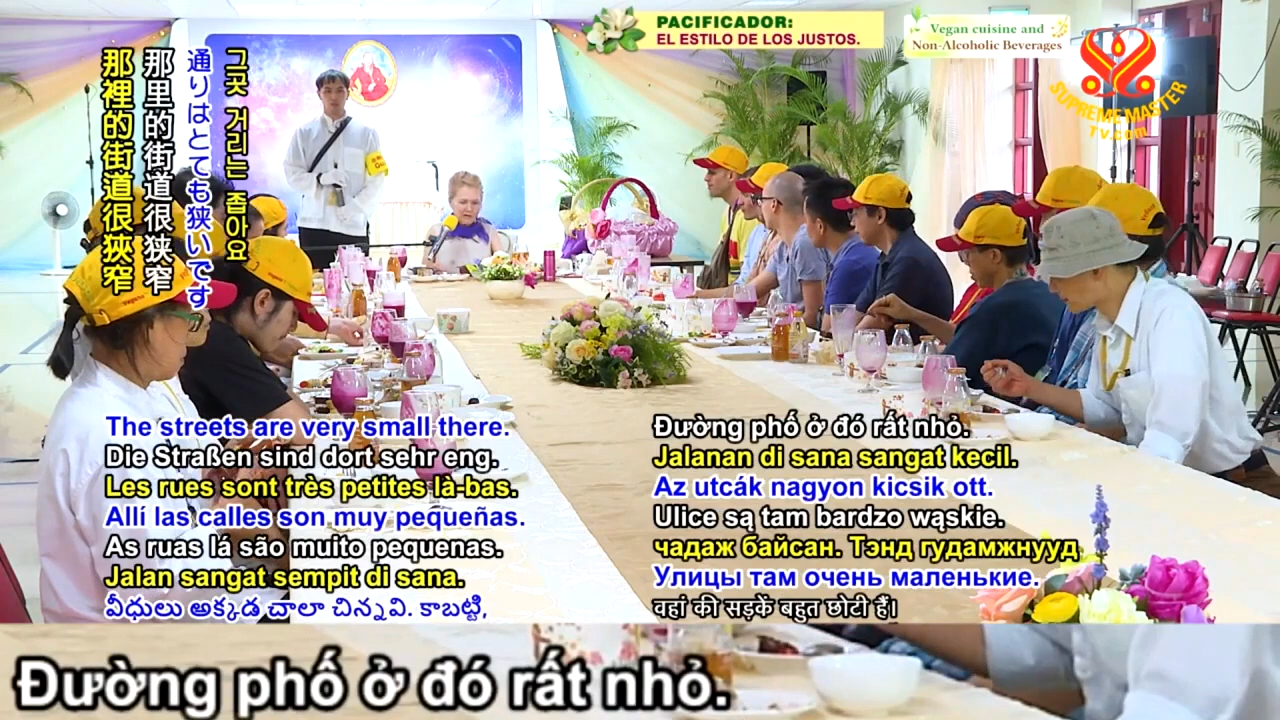 PACIFICADOR:
EL ESTILO DE LOS JUSTOS.
Vegan cuisine and
Non-Alcoholic Beverages
SUPREME MASTER
TV.com
그곳 거리는 좁아요
通りはとても狭いです
那里的街道很狭窄
那裡的街道很狹窄
The streets are very small there.
Die Straßen sind dort sehr eng.
Les rues sont très petites là-bas.
Allí las calles son muy pequeñas.
As ruas lá são muito pequenas.
Jalan sangat sempit di sana.
వీధులు అక్కడ చాలా చిన్నవి. కాబట్టి,
Đường phố ở đó rất nhỏ.
Jalanan di sana sangat kecil.
Az utcák nagyon kicsik ott.
Ulice są tam bardzo wąskie.
чадаж байсан. Тэнд гудамжнууд
Улицы там очень маленькие.
वहां की सड़कें बहुत छोटी हैं।
Đường phố ở đó rất nhỏ.